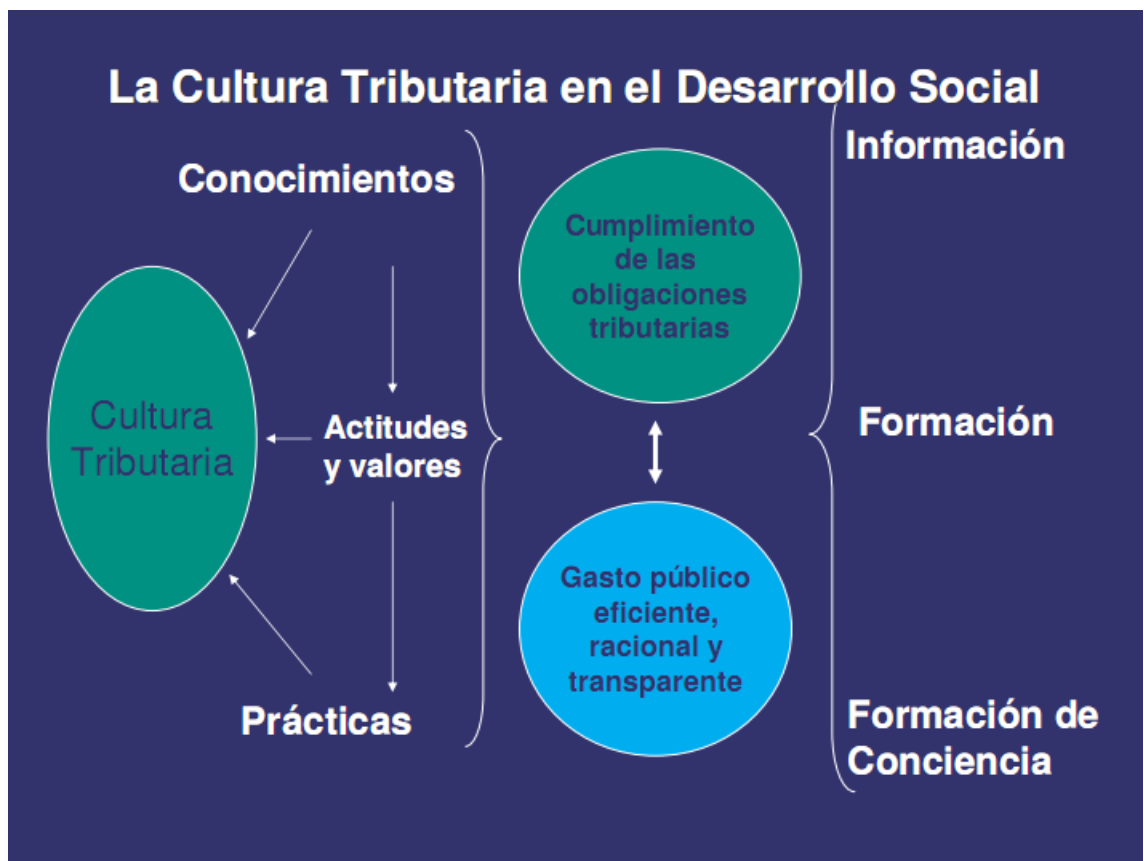 La Cultura Tributaria en el Desarrollo Social
Conocimientos
Cultura
Tributaria
Actitudes
y valores
Prácticas
Cumplimiento
de las
obligaciones
tributarias
Gasto público
eficiente,
racional y
transparente
Información
Formación
Formación de
Conciencia